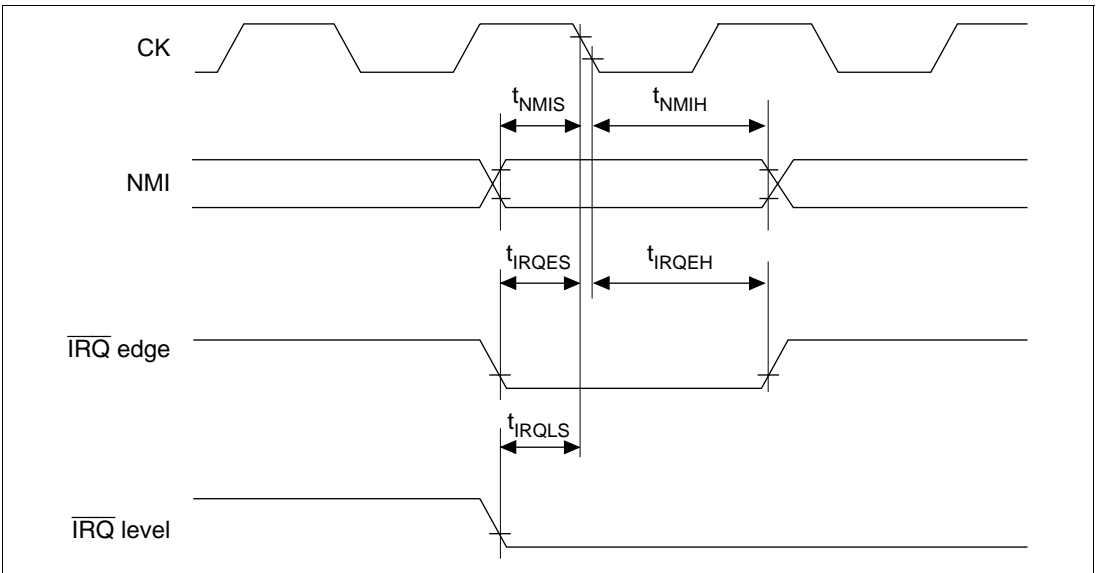 CK
tNMIS tNMIH
NMI
tIRQES tIRQEH
IRQ edge
tIRQLS
IRQ level